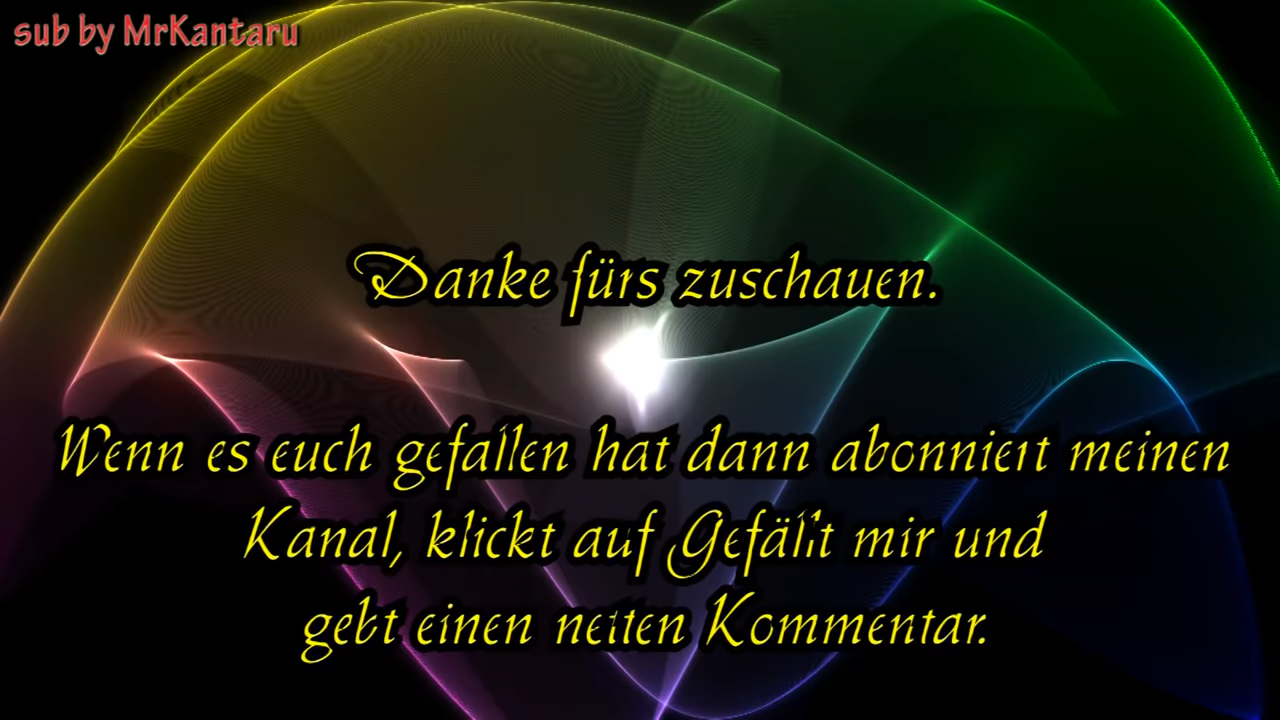 sub by MrKantaru
Danke fürs zuschauen.
Wenn es euch gefallen hat dann abonniert meinen
Kanal, klickt auf Gefällt mir und
gebt einen netten Kommentar.